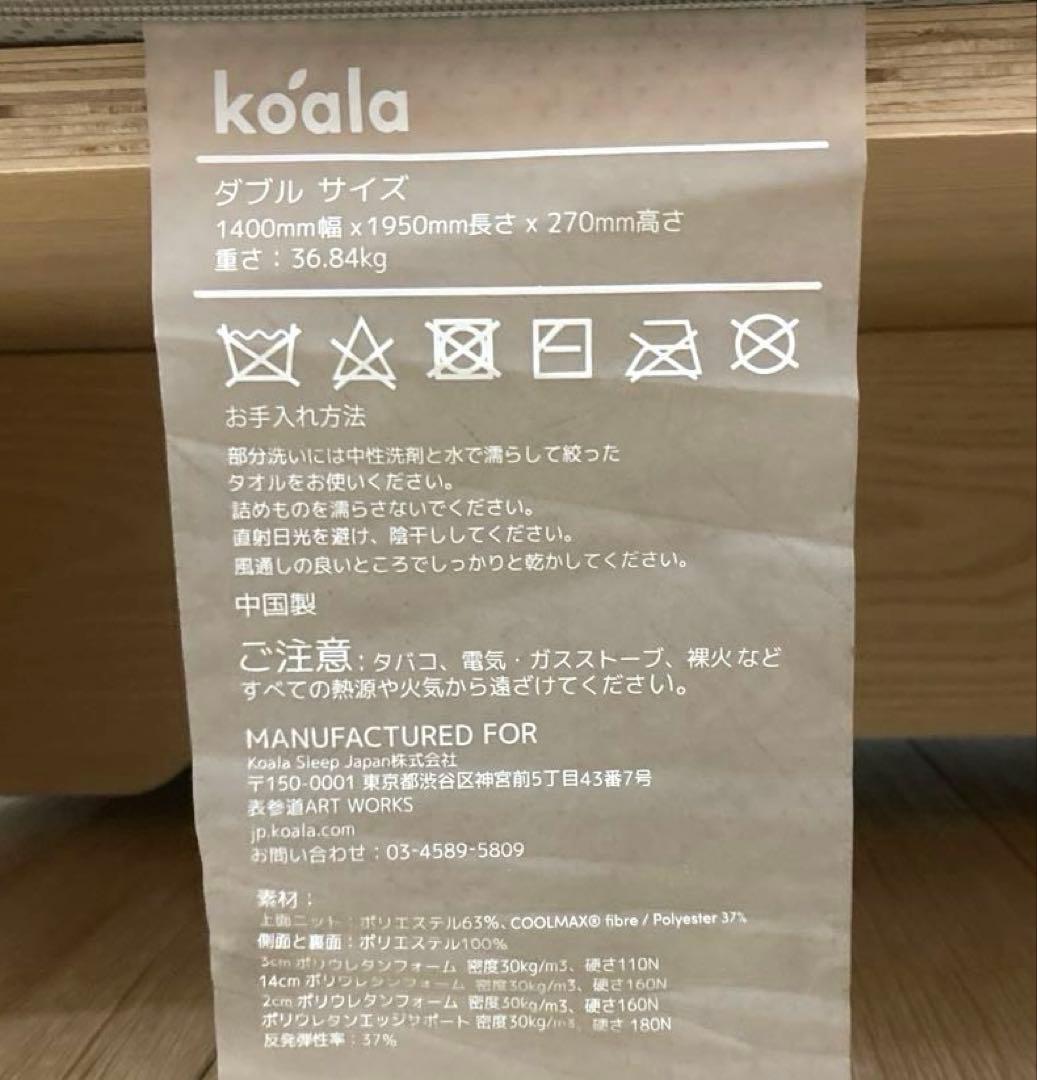 koala
ダブル サイズ
1400mm幅 x 1950mm長さ x 270mm高さ
重さ：36.84kg
お手入れ方法
部分洗いには中性洗剤と水で濡らして絞った
タオルをお使いください。
詰めものを濡らさないでください。
直射日光を避け、陰干ししてください。
風通しの良いところでしっかりと乾かしてください。
中国製
ご注意：タバコ、電気・ガスストーブ、裸火など
すべての熱源や火気から遠ざけてください。
MANUFACTURED FOR
Koala Sleep Japan株式会社
〒150-0001 東京都渋谷区神宮前5丁目43番7号
表参道ART WORKS
jp.koala.com
お問い合わせ：03-4589-5809
素材：
上面ニット：ポリエステル63%、COOLMAX® fibre / Polyester 37%
側面と裏面：ポリエステル100%
3cm ポリウレタンフォーム 密度30kg/m3、硬さ110N
14cm ポリウレタンフォーム 密度30kg/m3、硬さ160N
2cm ポリウレタンフォーム 密度30kg/m3、硬さ160N
ポリウレタンエッジサポート 密度30kg/m3、硬さ 180N
反発弾性率：37%